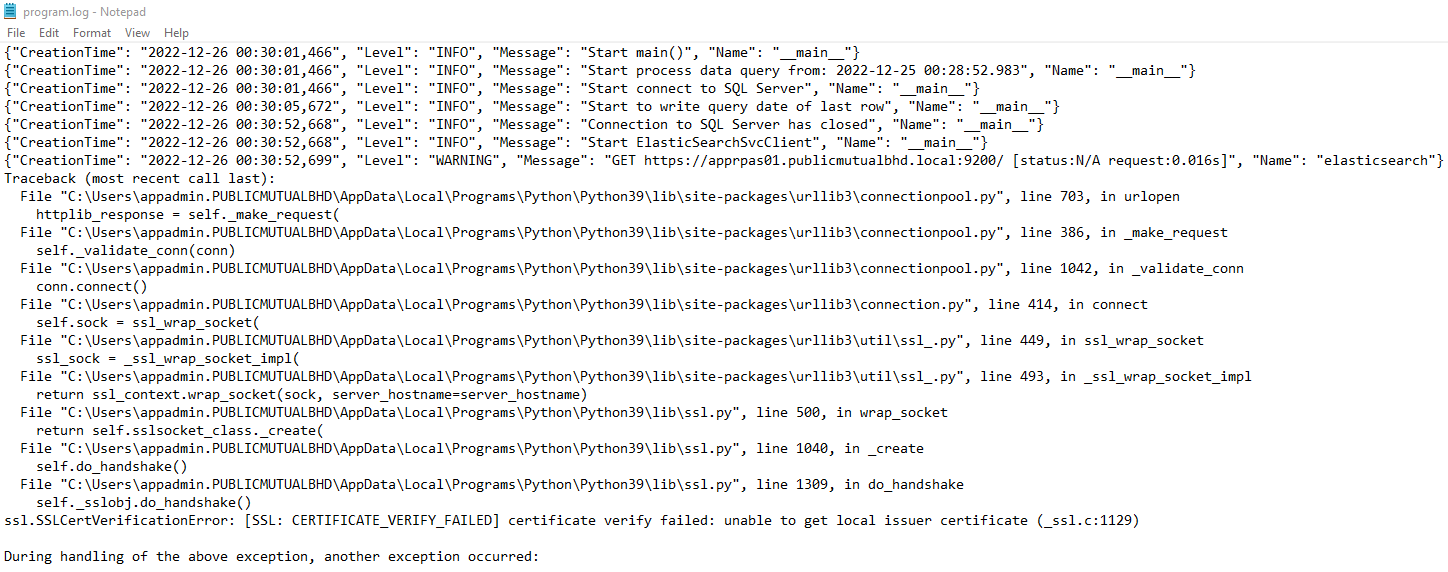 program.log - Notepad
File Edit Format View Help
{"CreationTime": "2022-12-26 00:30:01,466", "Level": "INFO", "Message": "Start main()", "Name": "__main__"}
{"CreationTime": "2022-12-26 00:30:01,466", "Level": "INFO", "Message": "Start process data query from: 2022-12-25 00:28:52.983", "Name": "__main__"}
{"CreationTime": "2022-12-26 00:30:01,466", "Level": "INFO", "Message": "Start connect to SQL Server", "Name": "__main__"}
{"CreationTime": "2022-12-26 00:30:05,672", "Level": "INFO", "Message": "Start to write query date of last row", "Name": "__main__"}
{"CreationTime": "2022-12-26 00:30:52,668", "Level": "INFO", "Message": "Connection to SQL Server has closed", "Name": "__main__"}
{"CreationTime": "2022-12-26 00:30:52,668", "Level": "INFO", "Message": "Start ElasticSearchSvcClient", "Name": "__main__"}
{"CreationTime": "2022-12-26 00:30:52,699", "Level": "WARNING", "Message": "GET https://apprpas01.publicmutualbhd.local:9200/ [status:N/A request:0.016s]", "Name": "elasticsearch"}
Traceback (most recent call last):
  File "C:\Users\appadmin.PUBLICMUTUALBHD\AppData\Local\Programs\Python\Python39\lib\site-packages\urllib3\connectionpool.py", line 703, in urlopen
    httplib_response = self._make_request(
  File "C:\Users\appadmin.PUBLICMUTUALBHD\AppData\Local\Programs\Python\Python39\lib\site-packages\urllib3\connectionpool.py", line 386, in _make_request
    self._validate_conn(conn)
  File "C:\Users\appadmin.PUBLICMUTUALBHD\AppData\Local\Programs\Python\Python39\lib\site-packages\urllib3\connectionpool.py", line 1042, in _validate_conn
    conn.connect()
  File "C:\Users\appadmin.PUBLICMUTUALBHD\AppData\Local\Programs\Python\Python39\lib\site-packages\urllib3\connection.py", line 414, in connect
    self.sock = ssl_wrap_socket(
  File "C:\Users\appadmin.PUBLICMUTUALBHD\AppData\Local\Programs\Python\Python39\lib\site-packages\urllib3\util\ssl_.py", line 449, in ssl_wrap_socket
    ssl_sock = _ssl_wrap_socket_impl(
  File "C:\Users\appadmin.PUBLICMUTUALBHD\AppData\Local\Programs\Python\Python39\lib\site-packages\urllib3\util\ssl_.py", line 493, in _ssl_wrap_socket_impl
    return ssl_context.wrap_socket(sock, server_hostname=server_hostname)
  File "C:\Users\appadmin.PUBLICMUTUALBHD\AppData\Local\Programs\Python\Python39\lib\ssl.py", line 500, in wrap_socket
    return self.sslsocket_class._create(
  File "C:\Users\appadmin.PUBLICMUTUALBHD\AppData\Local\Programs\Python\Python39\lib\ssl.py", line 1040, in _create
    self.do_handshake()
  File "C:\Users\appadmin.PUBLICMUTUALBHD\AppData\Local\Programs\Python\Python39\lib\ssl.py", line 1309, in do_handshake
    self._sslobj.do_handshake()
ssl.SSLCertVerificationError: [SSL: CERTIFICATE_VERIFY_FAILED] certificate verify failed: unable to get local issuer certificate (_ssl.c:1129)
During handling of the above exception, another exception occurred: